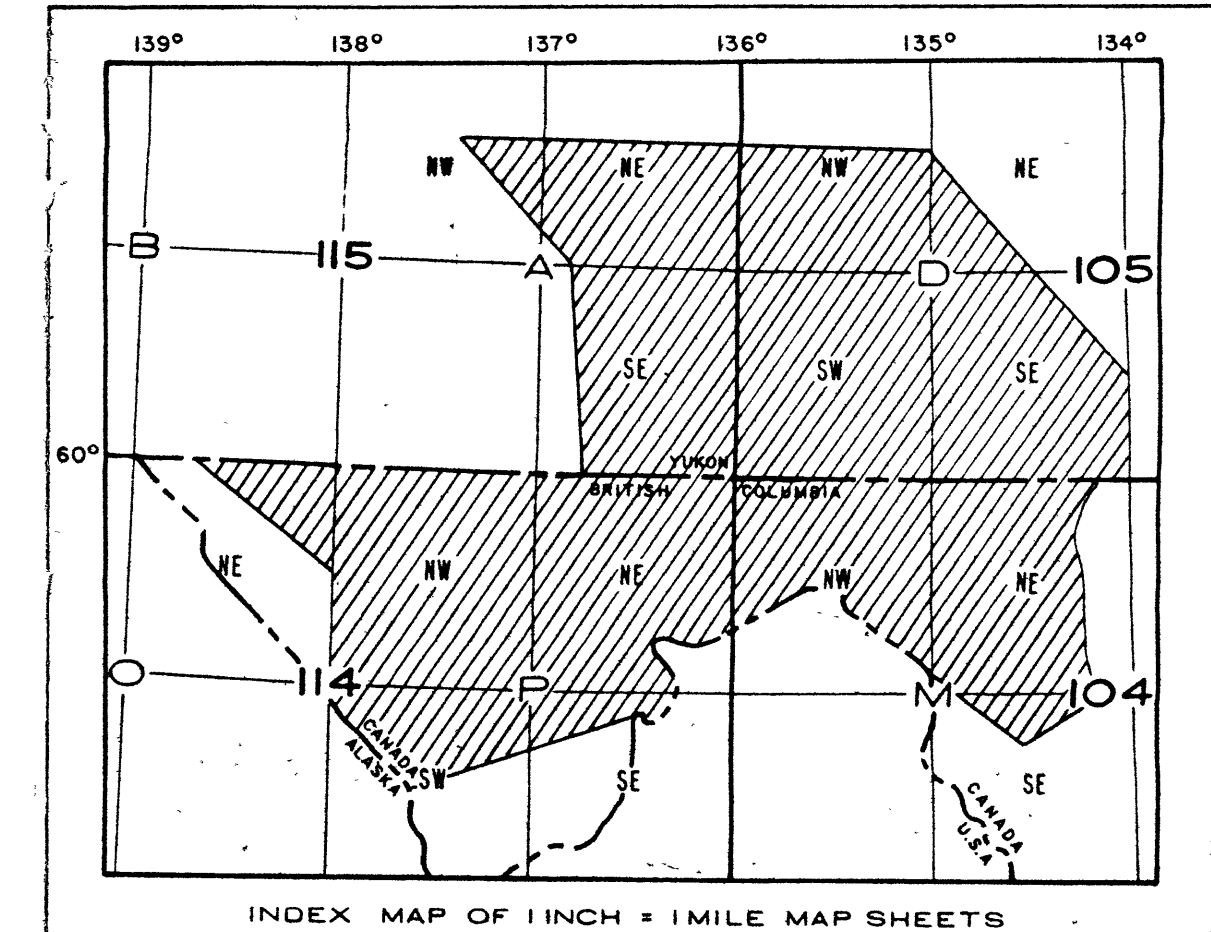 139° 138° 137° 136° 135° 134°
NW NE NW NE
B 115 A D 105
SE SW SE
60°
YUKON
BRITISH COLUMBIA
NE NW NE NW NE
O 114 P M 104
CANADA
ALASKA
SW SE SE
CANADA
U.S.A
INDEX MAP OF 1 INCH = 1 MILE MAP SHEETS